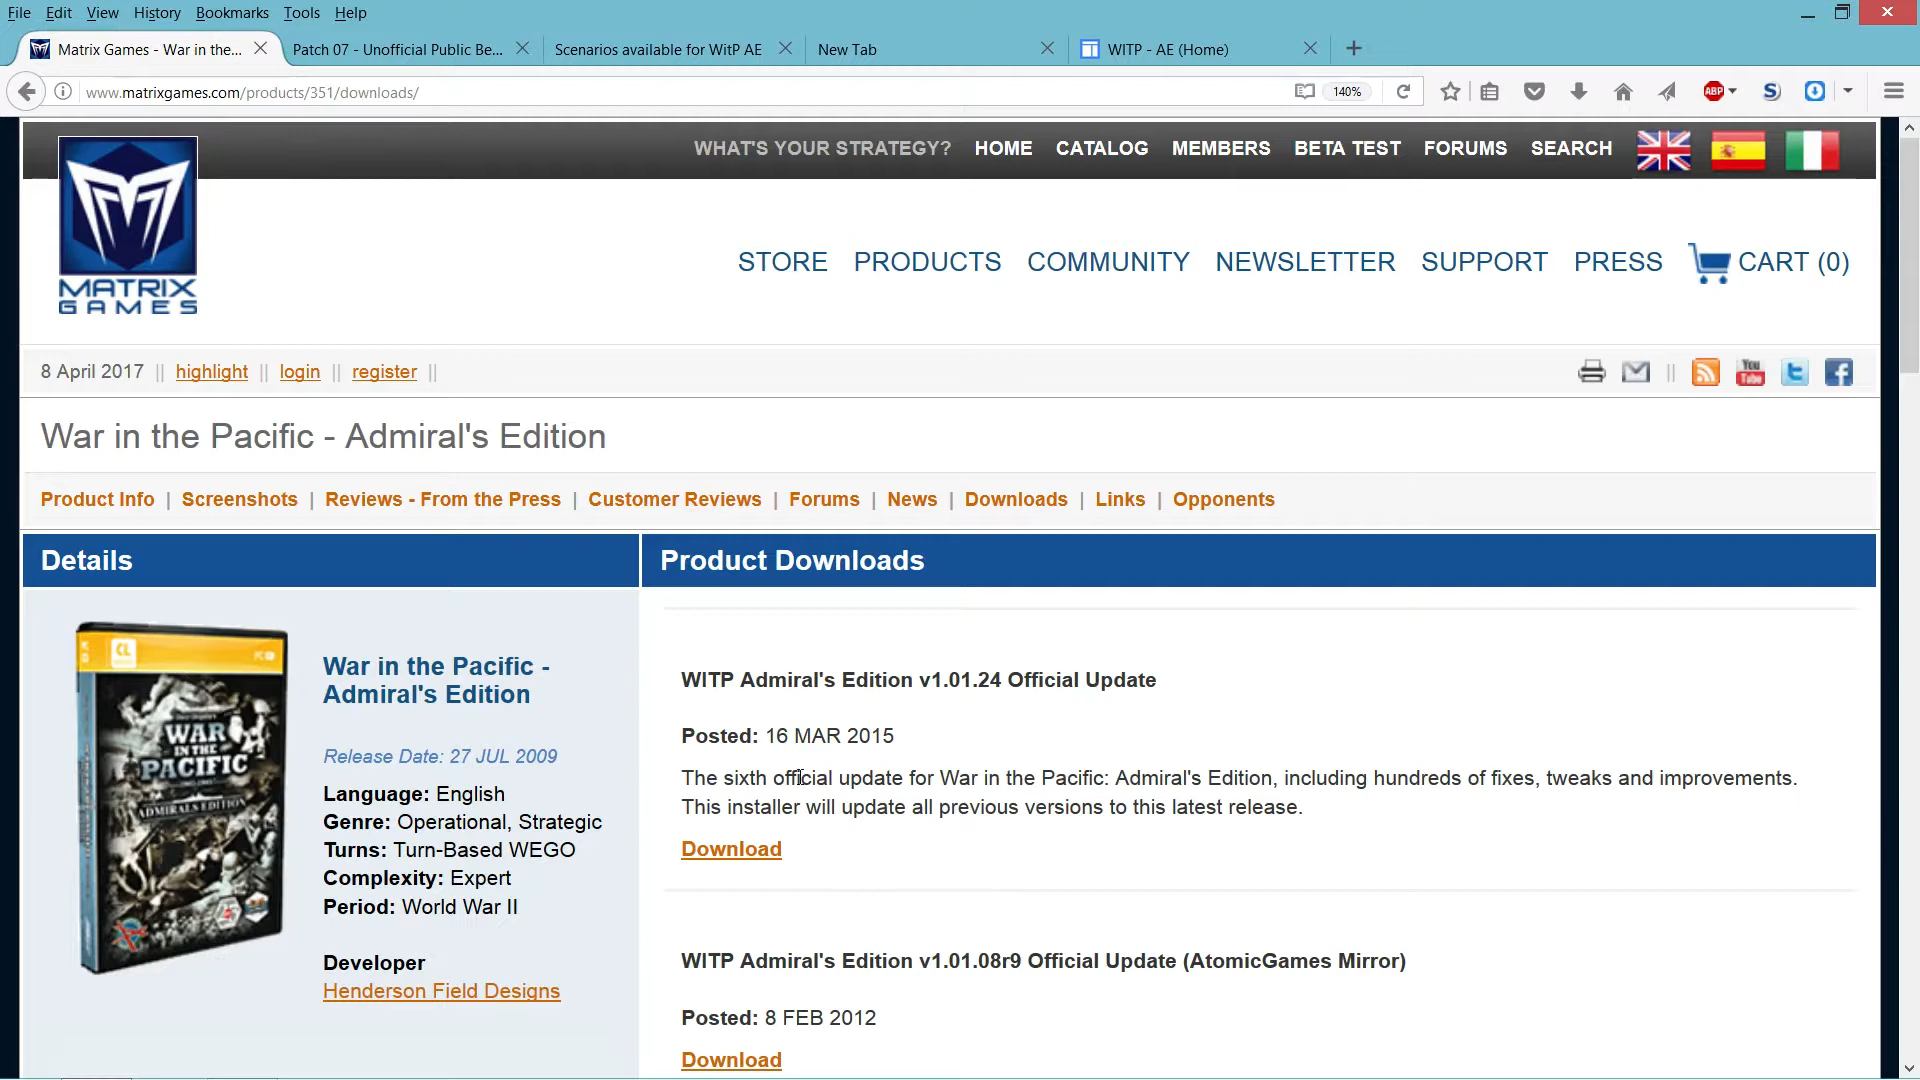 File Edit View History Bookmarks Tools Help
Matrix Games - War in the... Patch 07 - Unofficial Public Be... Scenarios available for WitP AE New Tab WITP - AE (Home)
www.matrixgames.com/products/351/downloads/ 140% ABP S
WHAT'S YOUR STRATEGY? HOME CATALOG MEMBERS BETA TEST FORUMS SEARCH
MATRIX
GAMES
STORE PRODUCTS COMMUNITY NEWSLETTER SUPPORT PRESS CART (0)
8 April 2017 || highlight || login || register || || You Tube t f
War in the Pacific - Admiral's Edition
Product Info | Screenshots | Reviews - From the Press | Customer Reviews | Forums | News | Downloads | Links | Opponents
Details
Product Downloads
CL
WAR
IN THE
PACIFIC
ADMIRAL'S EDITION
War in the Pacific -
Admiral's Edition
Release Date: 27 JUL 2009
Language: English
Genre: Operational, Strategic
Turns: Turn-Based WEGO
Complexity: Expert
Period: World War II
Developer
Henderson Field Designs
WITP Admiral's Edition v1.01.24 Official Update
Posted: 16 MAR 2015
The sixth official update for War in the Pacific: Admiral's Edition, including hundreds of fixes, tweaks and improvements.
This installer will update all previous versions to this latest release.
Download
WITP Admiral's Edition v1.01.08r9 Official Update (AtomicGames Mirror)
Posted: 8 FEB 2012
Download